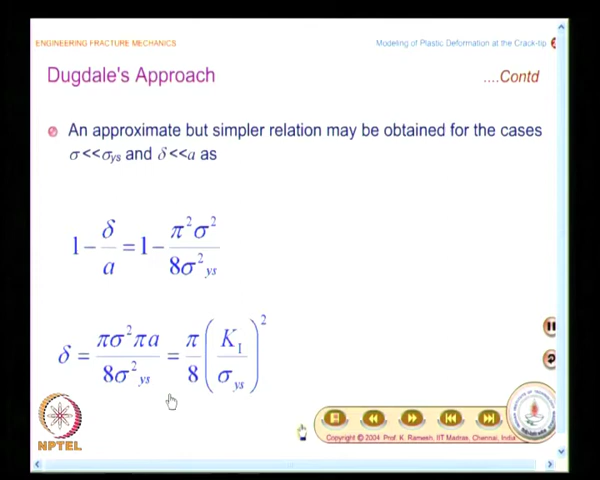 ENGINEERING FRACTURE MECHANICS
Modeling of Plastic Deformation at the Crack-tip
Dugdale's Approach
....Contd
An approximate but simpler relation may be obtained for the cases
σ<<σys and δ<<a as
1 - δ/a = 1 - π²σ²/8σ²ys
δ = πσ²πa/8σ²ys = π/8 (K_I/σys)²
NPTEL
Copyright © 2004 Prof. K. Ramesh, IIT Madras, Chennai, India